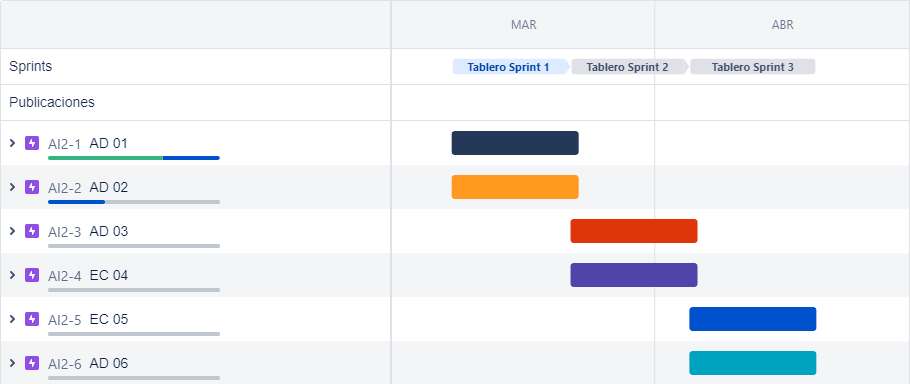 MAR ABR
Sprints Tablero Sprint 1 Tablero Sprint 2 Tablero Sprint 3
Publicaciones
AI2-1 AD 01
AI2-2 AD 02
AI2-3 AD 03
AI2-4 EC 04
AI2-5 EC 05
AI2-6 AD 06